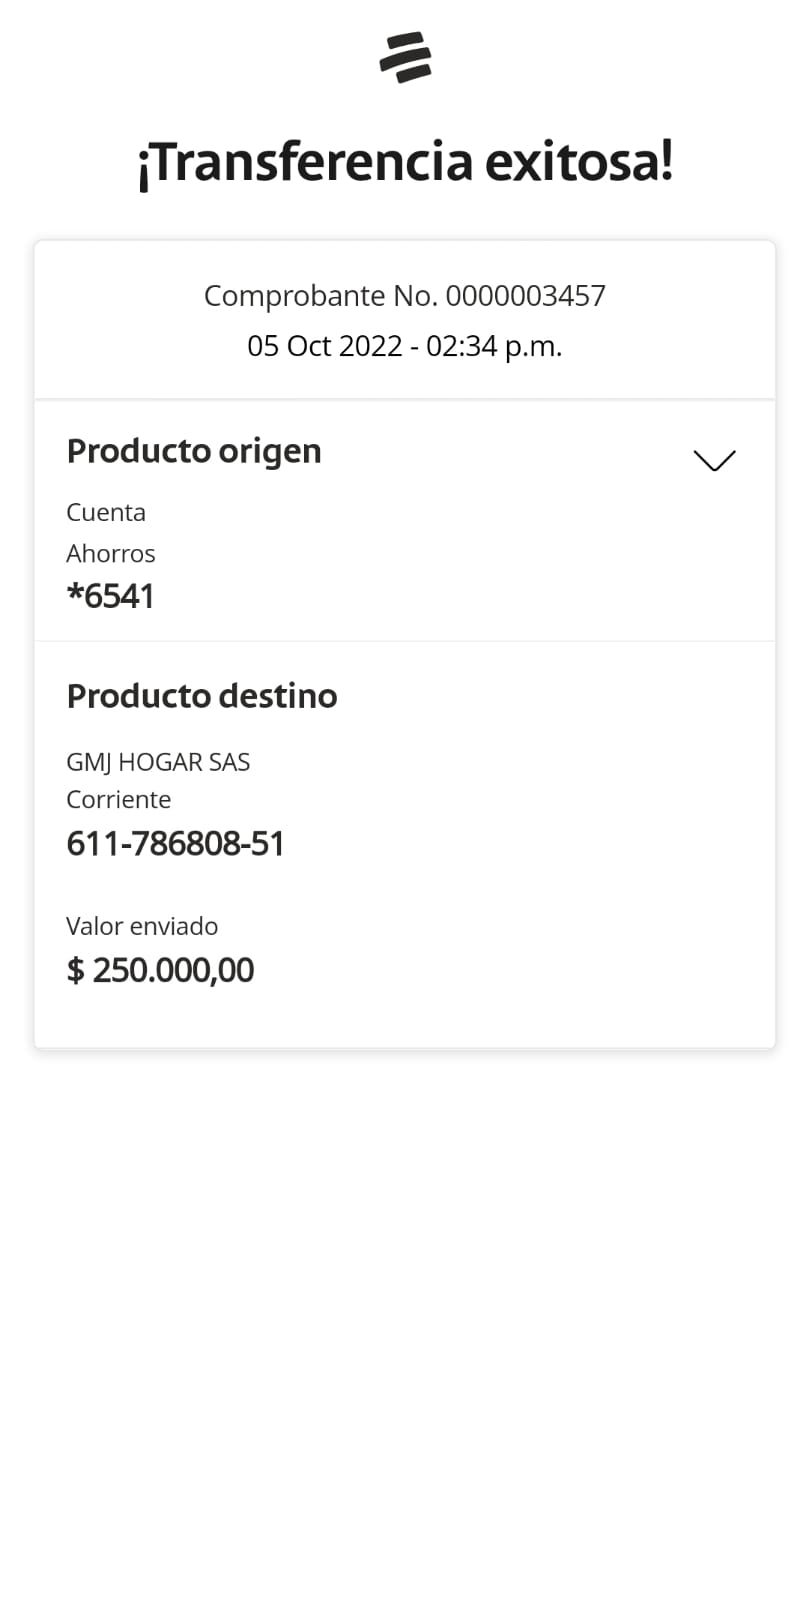 ¡Transferencia exitosa!
Comprobante No. 0000003457
05 Oct 2022 - 02:34 p.m.
Producto origen
Cuenta
Ahorros
*6541
Producto destino
GMJ HOGAR SAS
Corriente
611-786808-51
Valor enviado
$ 250.000,00